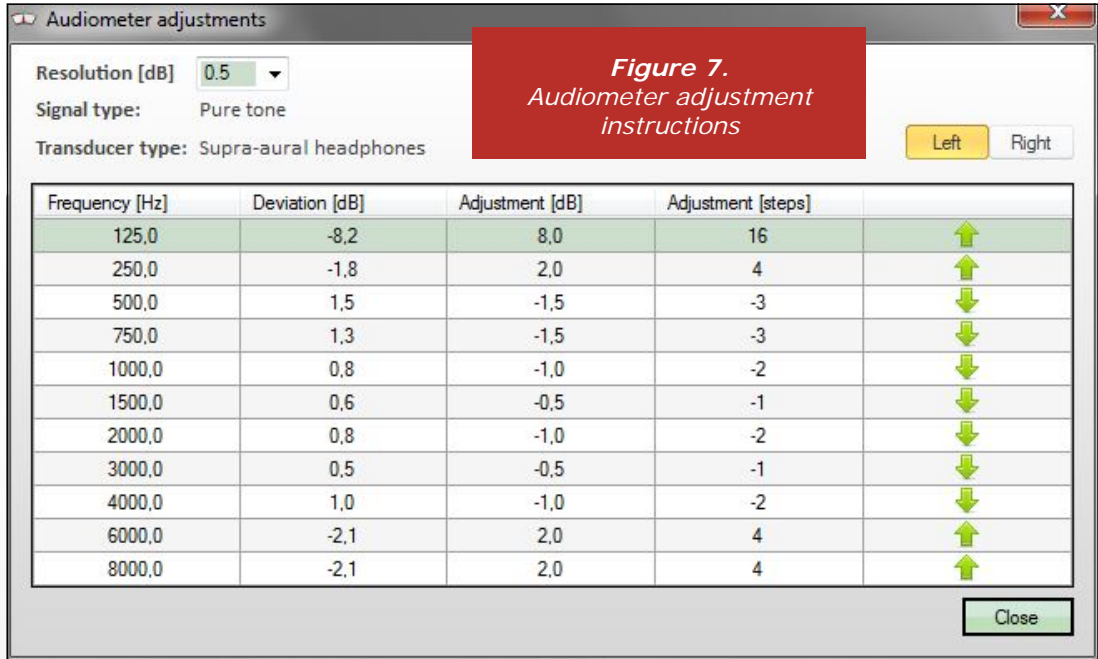 Audiometer adjustments
x
Figure 7.
Audiometer adjustment
instructions
Resolution [dB] 0.5
Signal type: Pure tone
Transducer type: Supra-aural headphones
Left Right
Frequency [Hz] Deviation [dB] Adjustment [dB] Adjustment [steps]
125,0 -8,2 8,0 16
250,0 -1,8 2,0 4
500,0 1,5 -1,5 -3
750,0 1,3 -1,5 -3
1000,0 0,8 -1,0 -2
1500,0 0,6 -0,5 -1
2000,0 0,8 -1,0 -2
3000,0 0,5 -0,5 -1
4000,0 1,0 -1,0 -2
6000,0 -2,1 2,0 4
8000,0 -2,1 2,0 4
Close